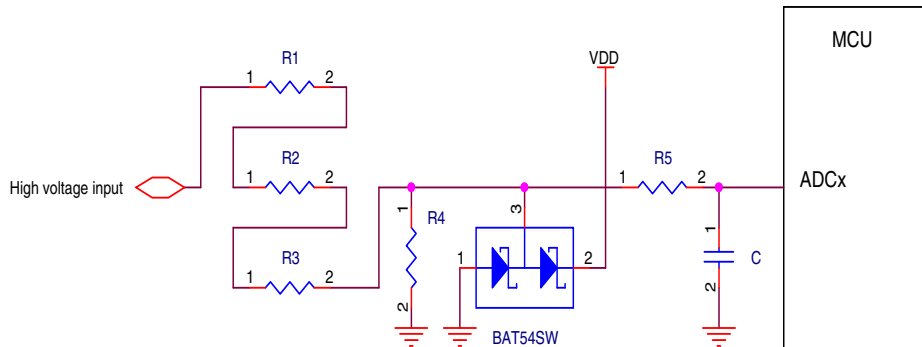 MCU
R1
VDD
1 2
R2
R5
High voltage input
1 2
1 2
ADCx
1
R4
3
R3
1
2
1
C
1 2
2
2
BAT54SW